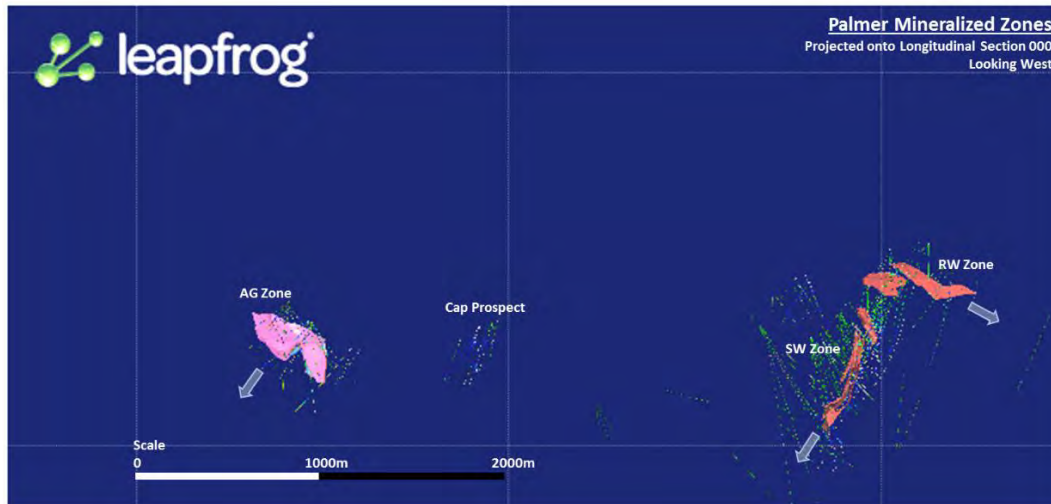 leapfrog®
Palmer Mineralized Zones
Projected onto Longitudinal Section 000
Looking West
RW Zone
AG Zone
Cap Prospect
SW Zone
Scale
0 1000m 2000m